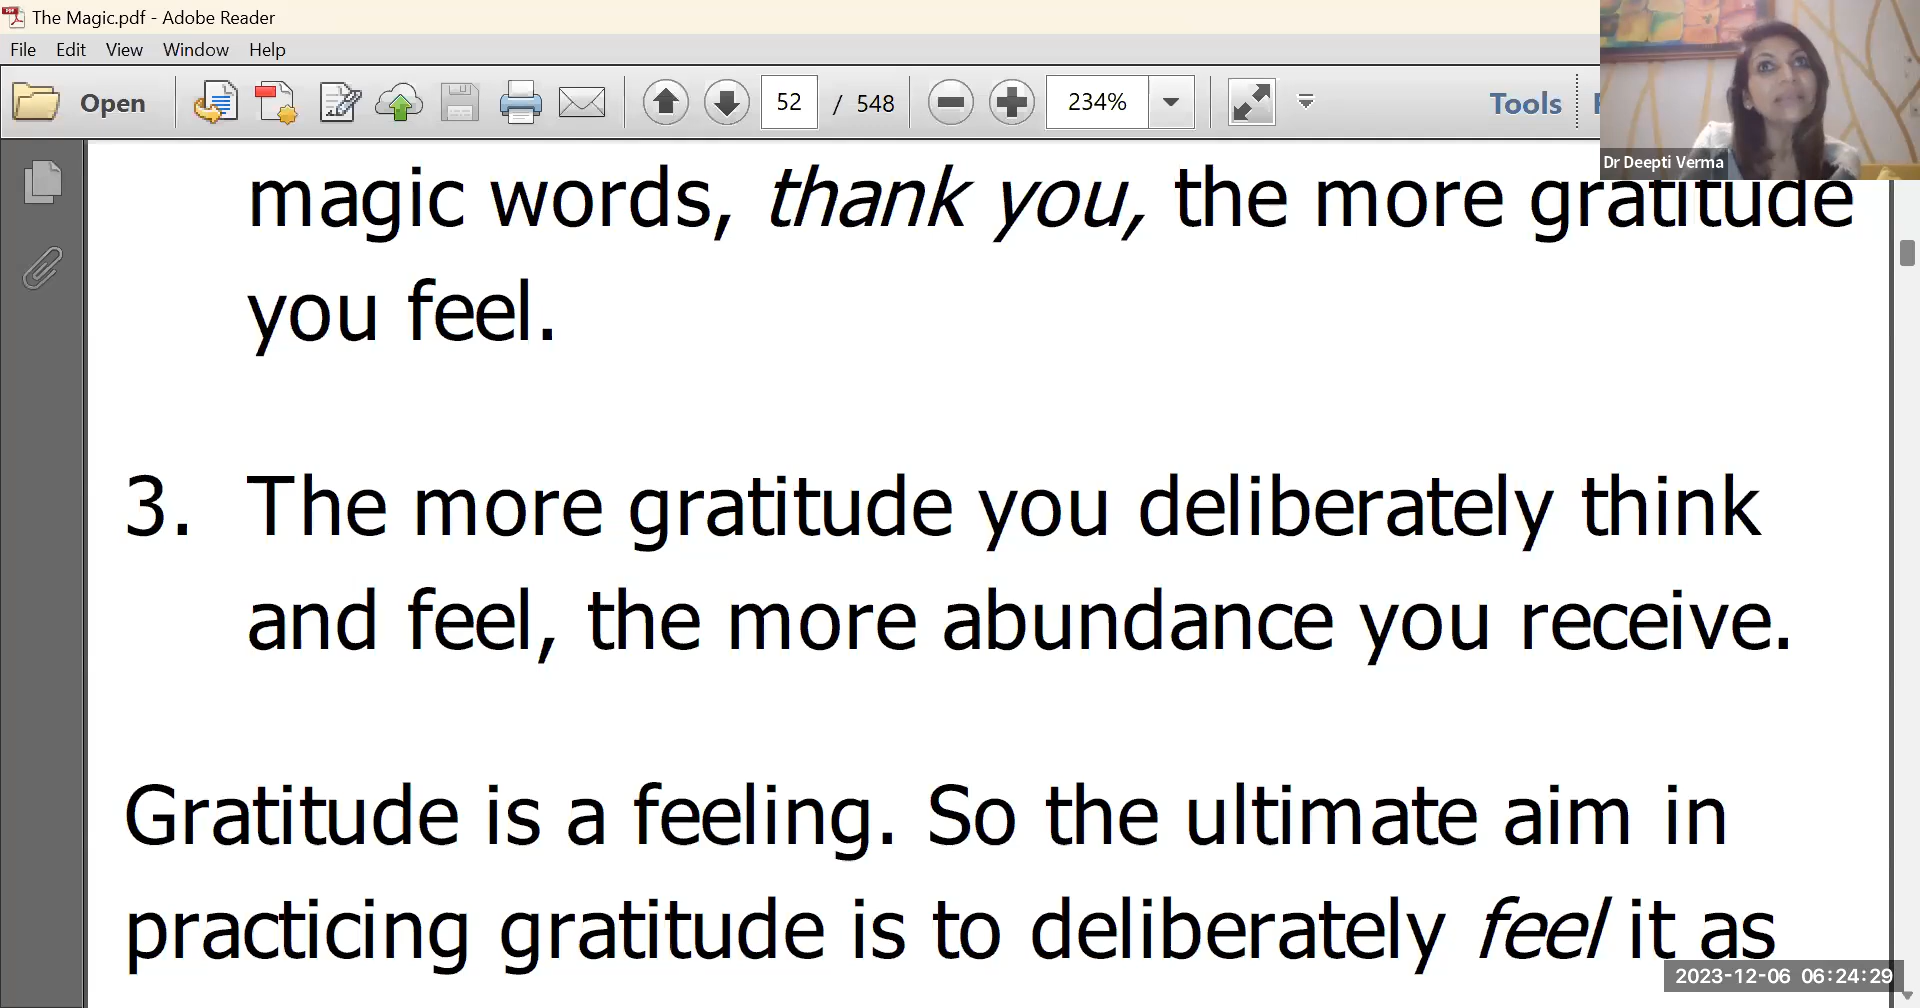 The Magic.pdf - Adobe Reader
File Edit View Window Help
Open 52 / 548 234% Tools
Dr Deepti Verma
magic words, thank you, the more gratitude
you feel.
3. The more gratitude you deliberately think
and feel, the more abundance you receive.
Gratitude is a feeling. So the ultimate aim in
practicing gratitude is to deliberately feel it as
2023-12-06 06:24:29